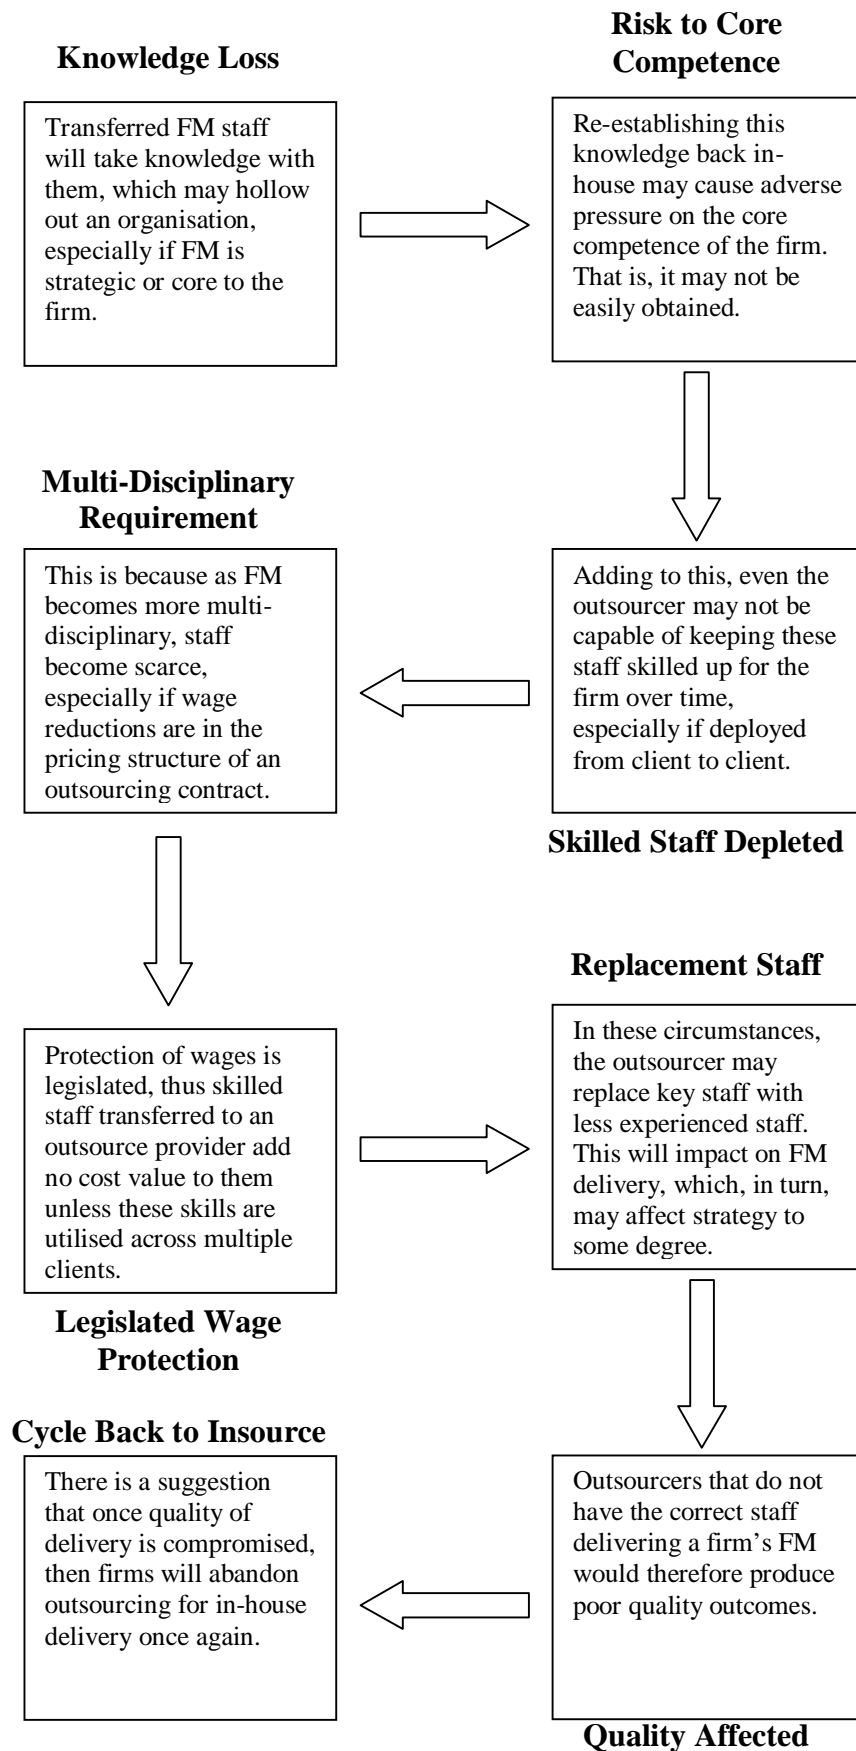 Knowledge Loss
Transferred FM staff
will take knowledge with
them, which may hollow
out an organisation,
especially if FM is
strategic or core to the
firm.
Risk to Core
Competence
Re-establishing this
knowledge back in-
house may cause adverse
pressure on the core
competence of the firm.
That is, it may not be
easily obtained.
Adding to this, even the
outsourcer may not be
capable of keeping these
staff skilled up for the
firm over time,
especially if deployed
from client to client.
Skilled Staff Depleted
Multi-Disciplinary
Requirement
This is because as FM
becomes more multi-
disciplinary, staff
become scarce,
especially if wage
reductions are in the
pricing structure of an
outsourcing contract.
Protection of wages is
legislated, thus skilled
staff transferred to an
outsource provider add
no cost value to them
unless these skills are
utilised across multiple
clients.
Legislated Wage
Protection
Replacement Staff
In these circumstances,
the outsourcer may
replace key staff with
less experienced staff.
This will impact on FM
delivery, which, in turn,
may affect strategy to
some degree.
Outsourcers that do not
have the correct staff
delivering a firm’s FM
would therefore produce
poor quality outcomes.
Quality Affected
Cycle Back to Insource
There is a suggestion
that once quality of
delivery is compromised,
then firms will abandon
outsourcing for in-house
delivery once again.